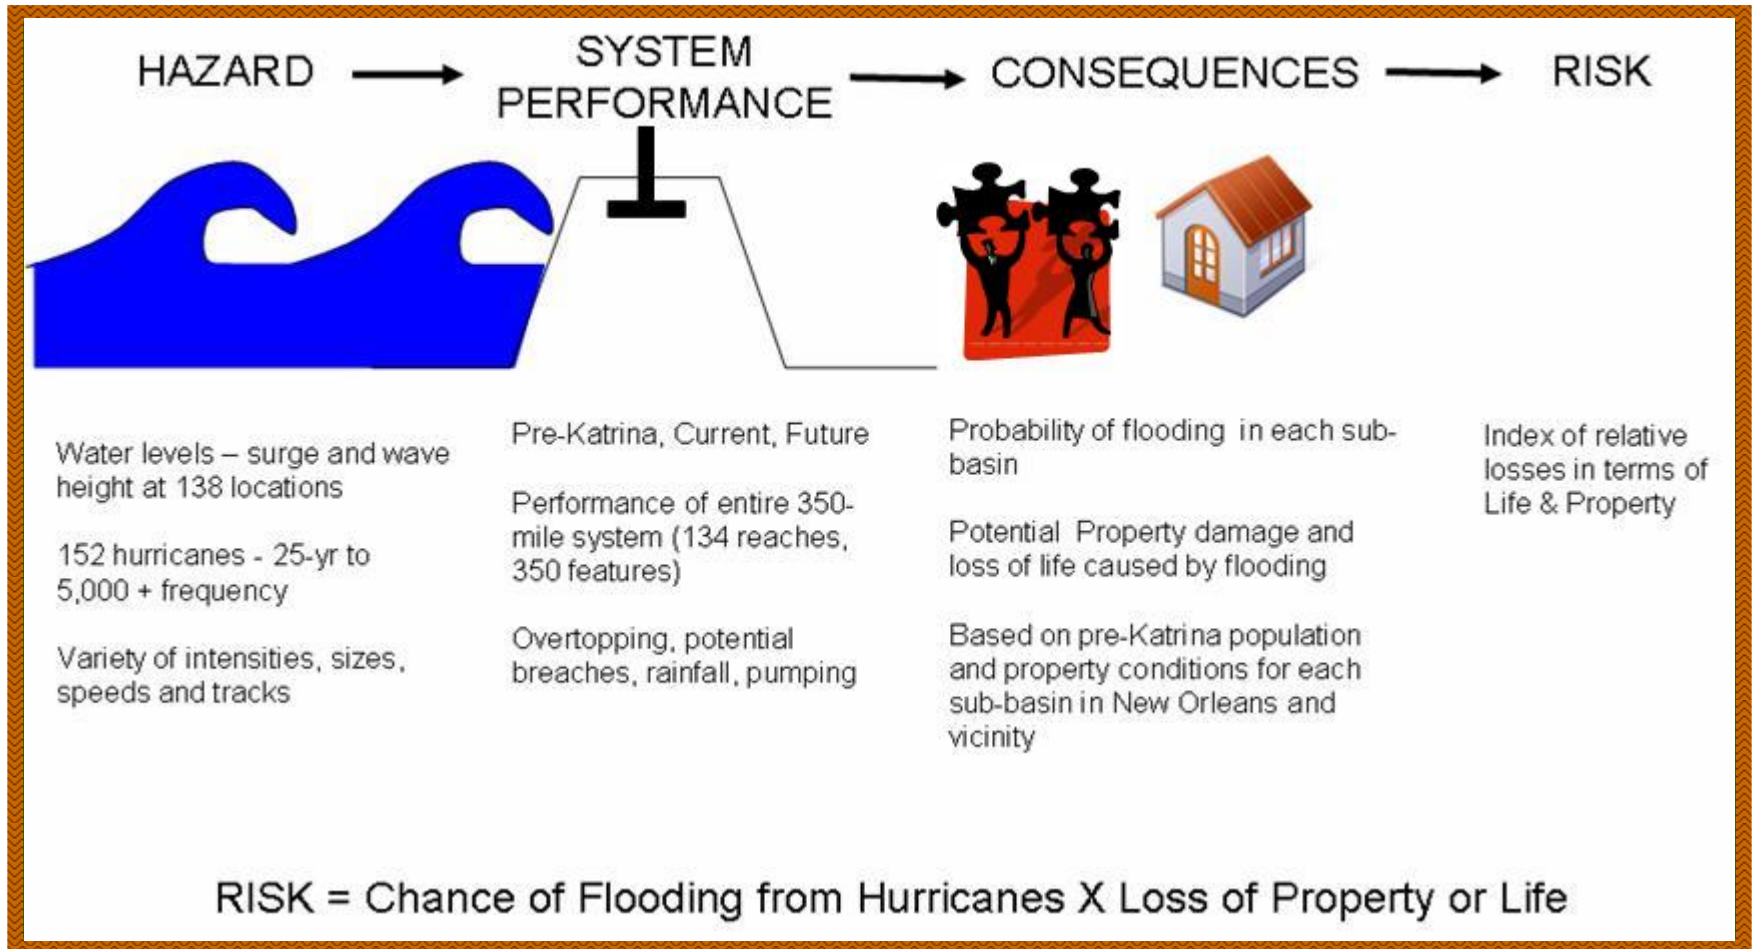 HAZARD
SYSTEM
PERFORMANCE
CONSEQUENCES
RISK
Water levels – surge and wave
height at 138 locations
152 hurricanes - 25-yr to
5,000 + frequency
Variety of intensities, sizes,
speeds and tracks
Pre-Katrina, Current, Future
Performance of entire 350-
mile system (134 reaches,
350 features)
Overtopping, potential
breaches, rainfall, pumping
Probability of flooding in each sub-
basin
Potential Property damage and
loss of life caused by flooding
Based on pre-Katrina population
and property conditions for each
sub-basin in New Orleans and
vicinity
Index of relative
losses in terms of
Life & Property
RISK = Chance of Flooding from Hurricanes X Loss of Property or Life